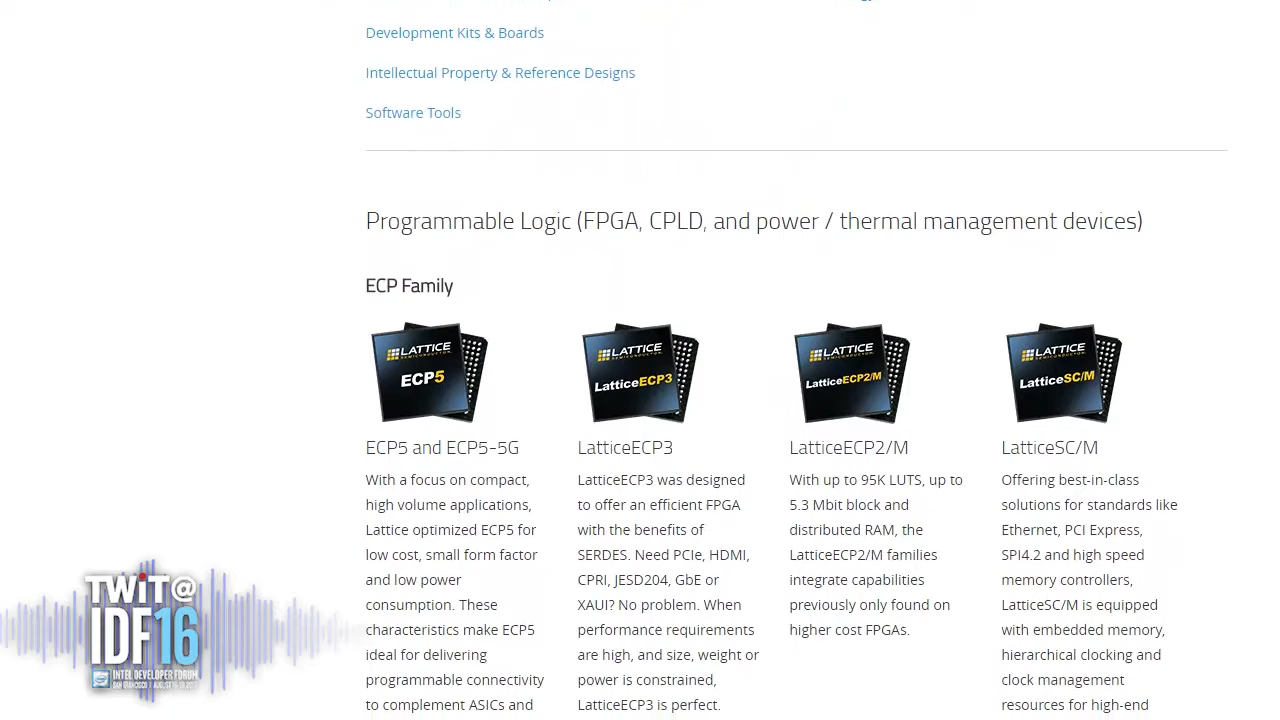 Development Kits & Boards
Intellectual Property & Reference Designs
Software Tools
Programmable Logic (FPGA, CPLD, and power / thermal management devices)
ECP Family
LATTICE
SEMICONDUCTOR
ECP5
LATTICE
SEMICONDUCTOR
LatticeECP3
LATTICE
SEMICONDUCTOR
LatticeECP2/M
LATTICE
SEMICONDUCTOR
LatticeSC/M
ECP5 and ECP5-5G
With a focus on compact,
high volume applications,
Lattice optimized ECP5 for
low cost, small form factor
and low power
consumption. These
characteristics make ECP5
ideal for delivering
programmable connectivity
to complement ASICs and
LatticeECP3
LatticeECP3 was designed
to offer an efficient FPGA
with the benefits of
SERDES. Need PCIe, HDMI,
CPRI, JESD204, GbE or
XAUI? No problem. When
performance requirements
are high, and size, weight or
power is constrained,
LatticeECP3 is perfect.
LatticeECP2/M
With up to 95K LUTS, up to
5.3 Mbit block and
distributed RAM, the
LatticeECP2/M families
integrate capabilities
previously only found on
higher cost FPGAs.
LatticeSC/M
Offering best-in-class
solutions for standards like
Ethernet, PCI Express,
SPI4.2 and high speed
memory controllers,
LatticeSC/M is equipped
with embedded memory,
hierarchical clocking and
clock management
resources for high-end
TWiT@
IDF16
INTEL DEVELOPER FORUM
SAN FRANCISCO